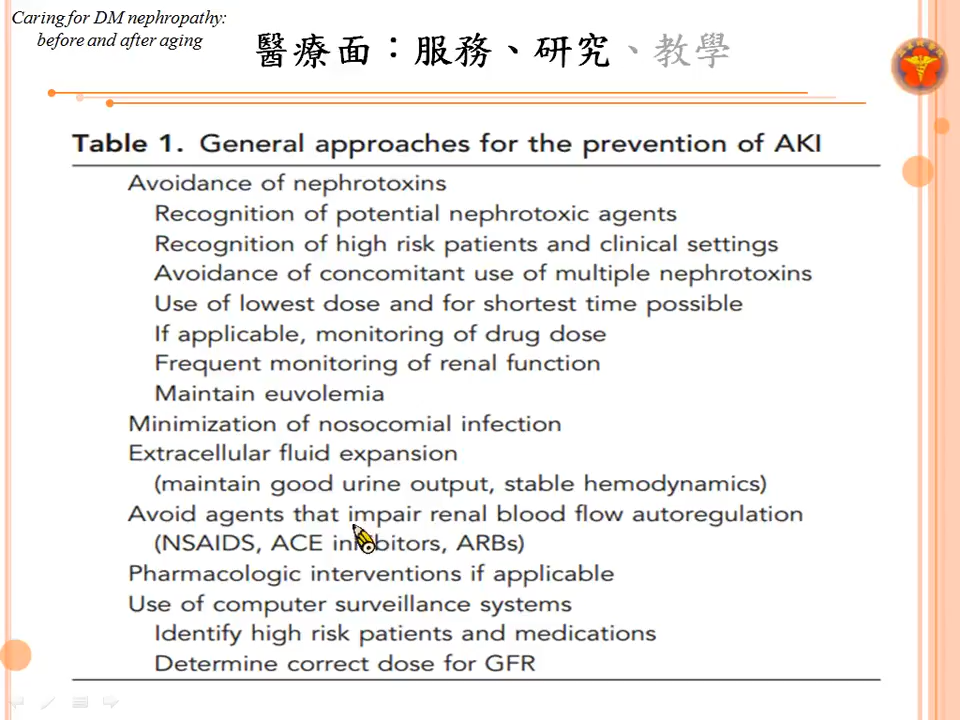 Caring for DM nephropathy:
before and after aging
醫療面：服務、研究、教學
Table 1. General approaches for the prevention of AKI
Avoidance of nephrotoxins
Recognition of potential nephrotoxic agents
Recognition of high risk patients and clinical settings
Avoidance of concomitant use of multiple nephrotoxins
Use of lowest dose and for shortest time possible
If applicable, monitoring of drug dose
Frequent monitoring of renal function
Maintain euvolemia
Minimization of nosocomial infection
Extracellular fluid expansion
(maintain good urine output, stable hemodynamics)
Avoid agents that impair renal blood flow autoregulation
(NSAIDS, ACE inhibitors, ARBs)
Pharmacologic interventions if applicable
Use of computer surveillance systems
Identify high risk patients and medications
Determine correct dose for GFR